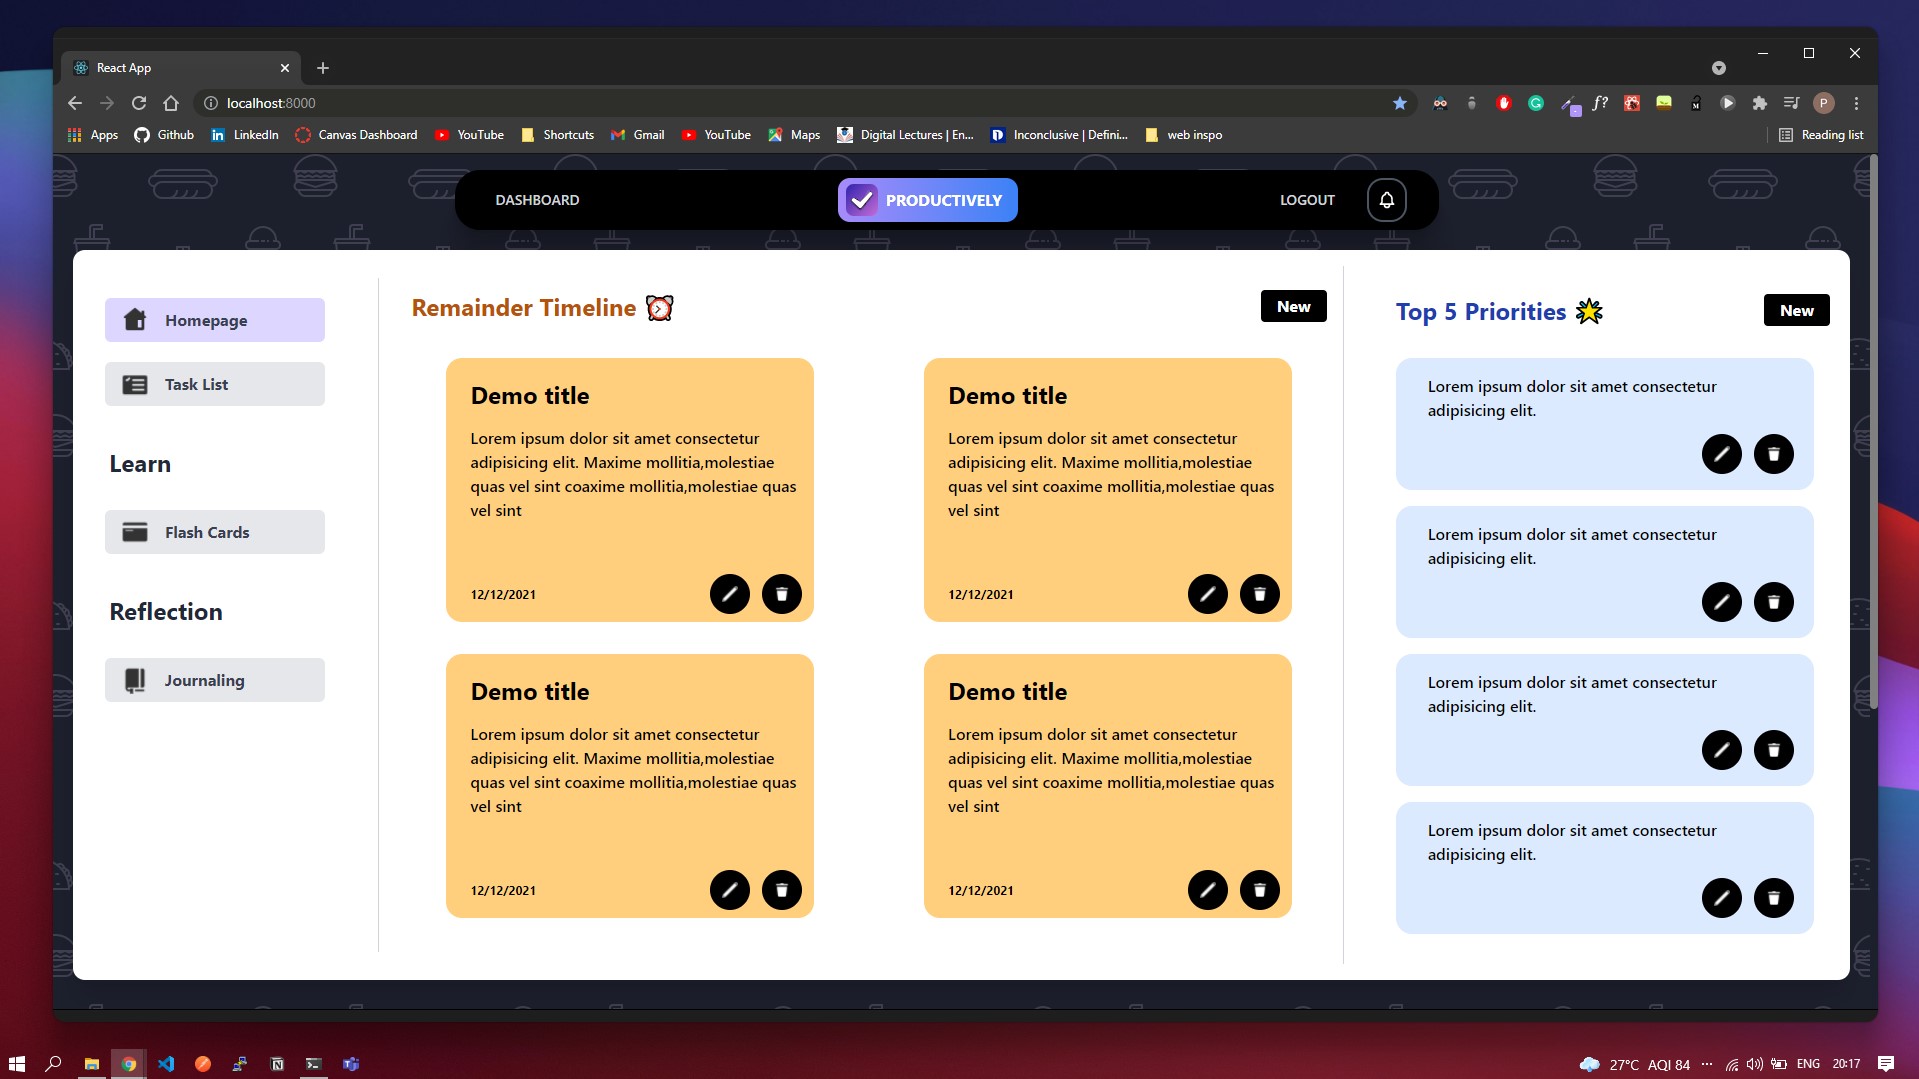 React App
localhost:8000
f?
P
Apps
Github
LinkedIn
Canvas Dashboard
YouTube
Shortcuts
Gmail
YouTube
Maps
Digital Lectures | En...
Inconclusive | Defini...
web inspo
Reading list
DASHBOARD
PRODUCTIVELY
LOGOUT
Homepage
Task List
Learn
Flash Cards
Reflection
Journaling
Remainder Timeline
New
Demo title
Lorem ipsum dolor sit amet consectetur
adipisicing elit. Maxime mollitia,molestiae
quas vel sint coaxime mollitia,molestiae quas
vel sint
12/12/2021
Demo title
Lorem ipsum dolor sit amet consectetur
adipisicing elit. Maxime mollitia,molestiae
quas vel sint coaxime mollitia,molestiae quas
vel sint
12/12/2021
Demo title
Lorem ipsum dolor sit amet consectetur
adipisicing elit. Maxime mollitia,molestiae
quas vel sint coaxime mollitia,molestiae quas
vel sint
12/12/2021
Demo title
Lorem ipsum dolor sit amet consectetur
adipisicing elit. Maxime mollitia,molestiae
quas vel sint coaxime mollitia,molestiae quas
vel sint
12/12/2021
Top 5 Priorities
New
Lorem ipsum dolor sit amet consectetur
adipisicing elit.
Lorem ipsum dolor sit amet consectetur
adipisicing elit.
Lorem ipsum dolor sit amet consectetur
adipisicing elit.
Lorem ipsum dolor sit amet consectetur
adipisicing elit.
27°C AQI 84
ENG
20:17